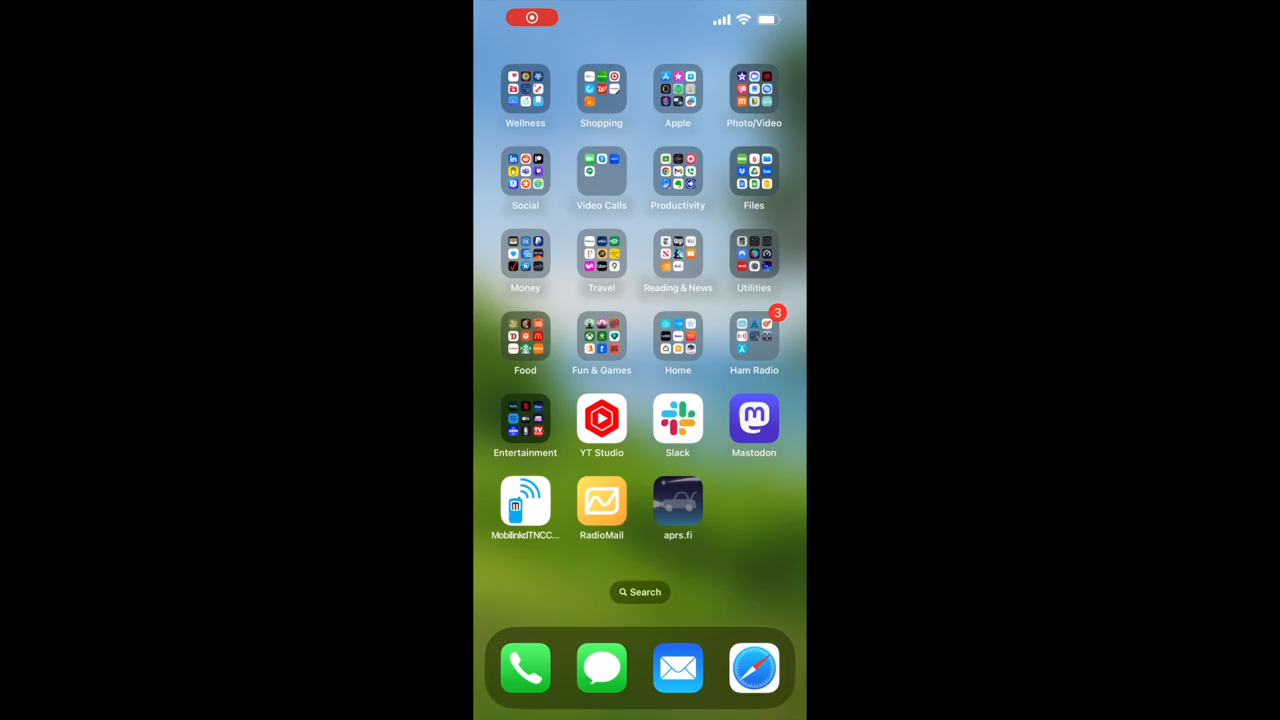 Wellness Shopping Apple Photo/Video
Social Video Calls Productivity Files
Money Travel Reading & News Utilities
3
Food Fun & Games Home Ham Radio
Entertainment YT Studio Slack Mastodon
MobilinkdTNCC... RadioMail aprs.fi
Search